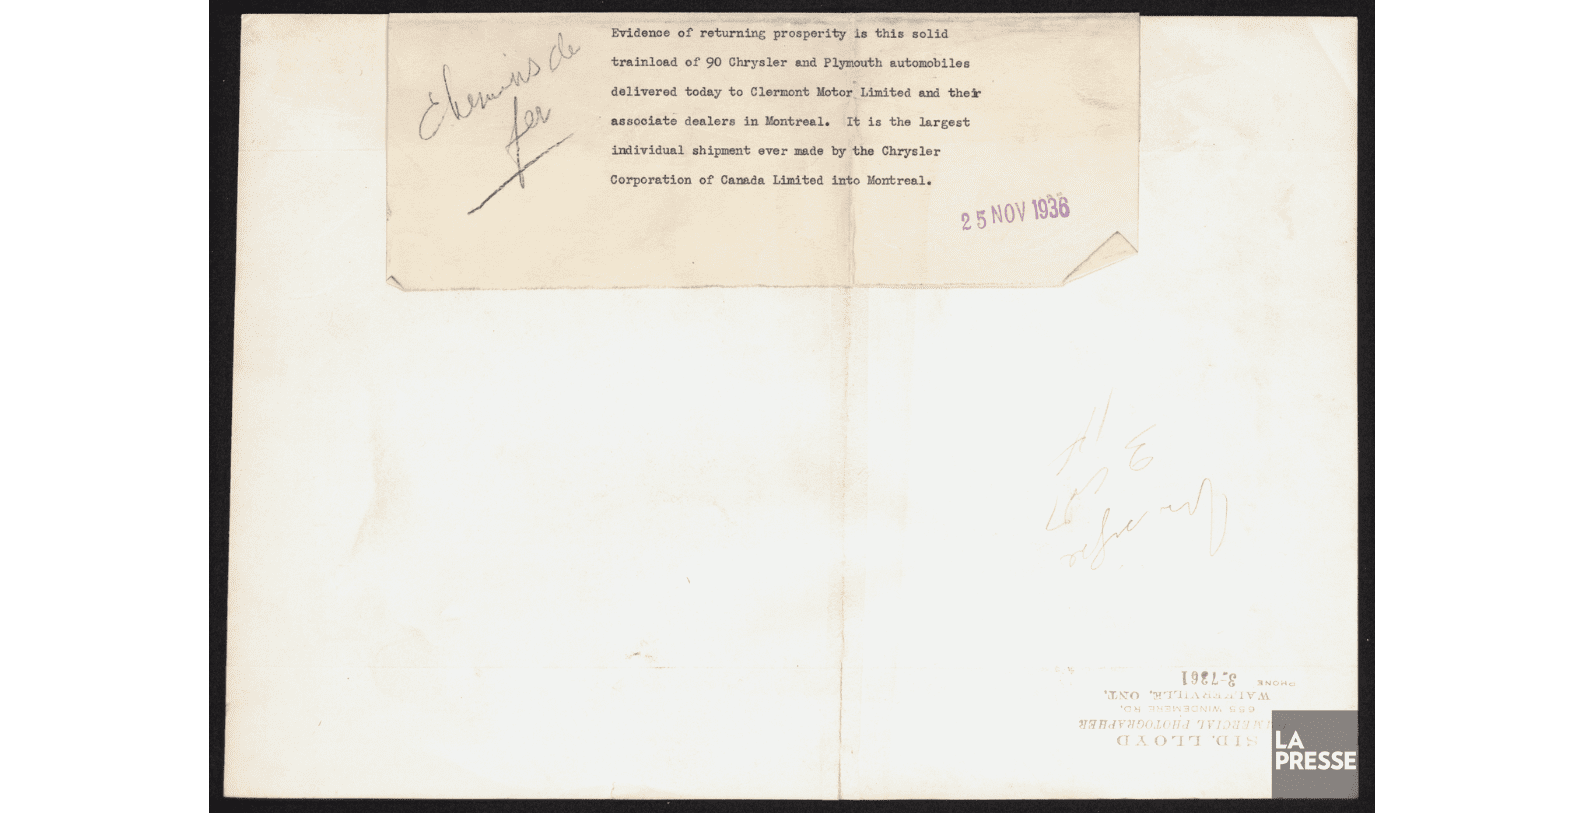 Chemins de
fer
Evidence of returning prosperity is this solid
trainload of 90 Chrysler and Plymouth automobiles
delivered today to Clermont Motor Limited and their
associate dealers in Montreal. It is the largest
individual shipment ever made by the Chrysler
Corporation of Canada Limited into Montreal.
25 NOV 1936
SID. LLOYD
COMMERCIAL PHOTOGRAPHER
WINDEMERE RD.
WALKERVILLE, ONT.
PHONE 3-7361
LA
PRESSE